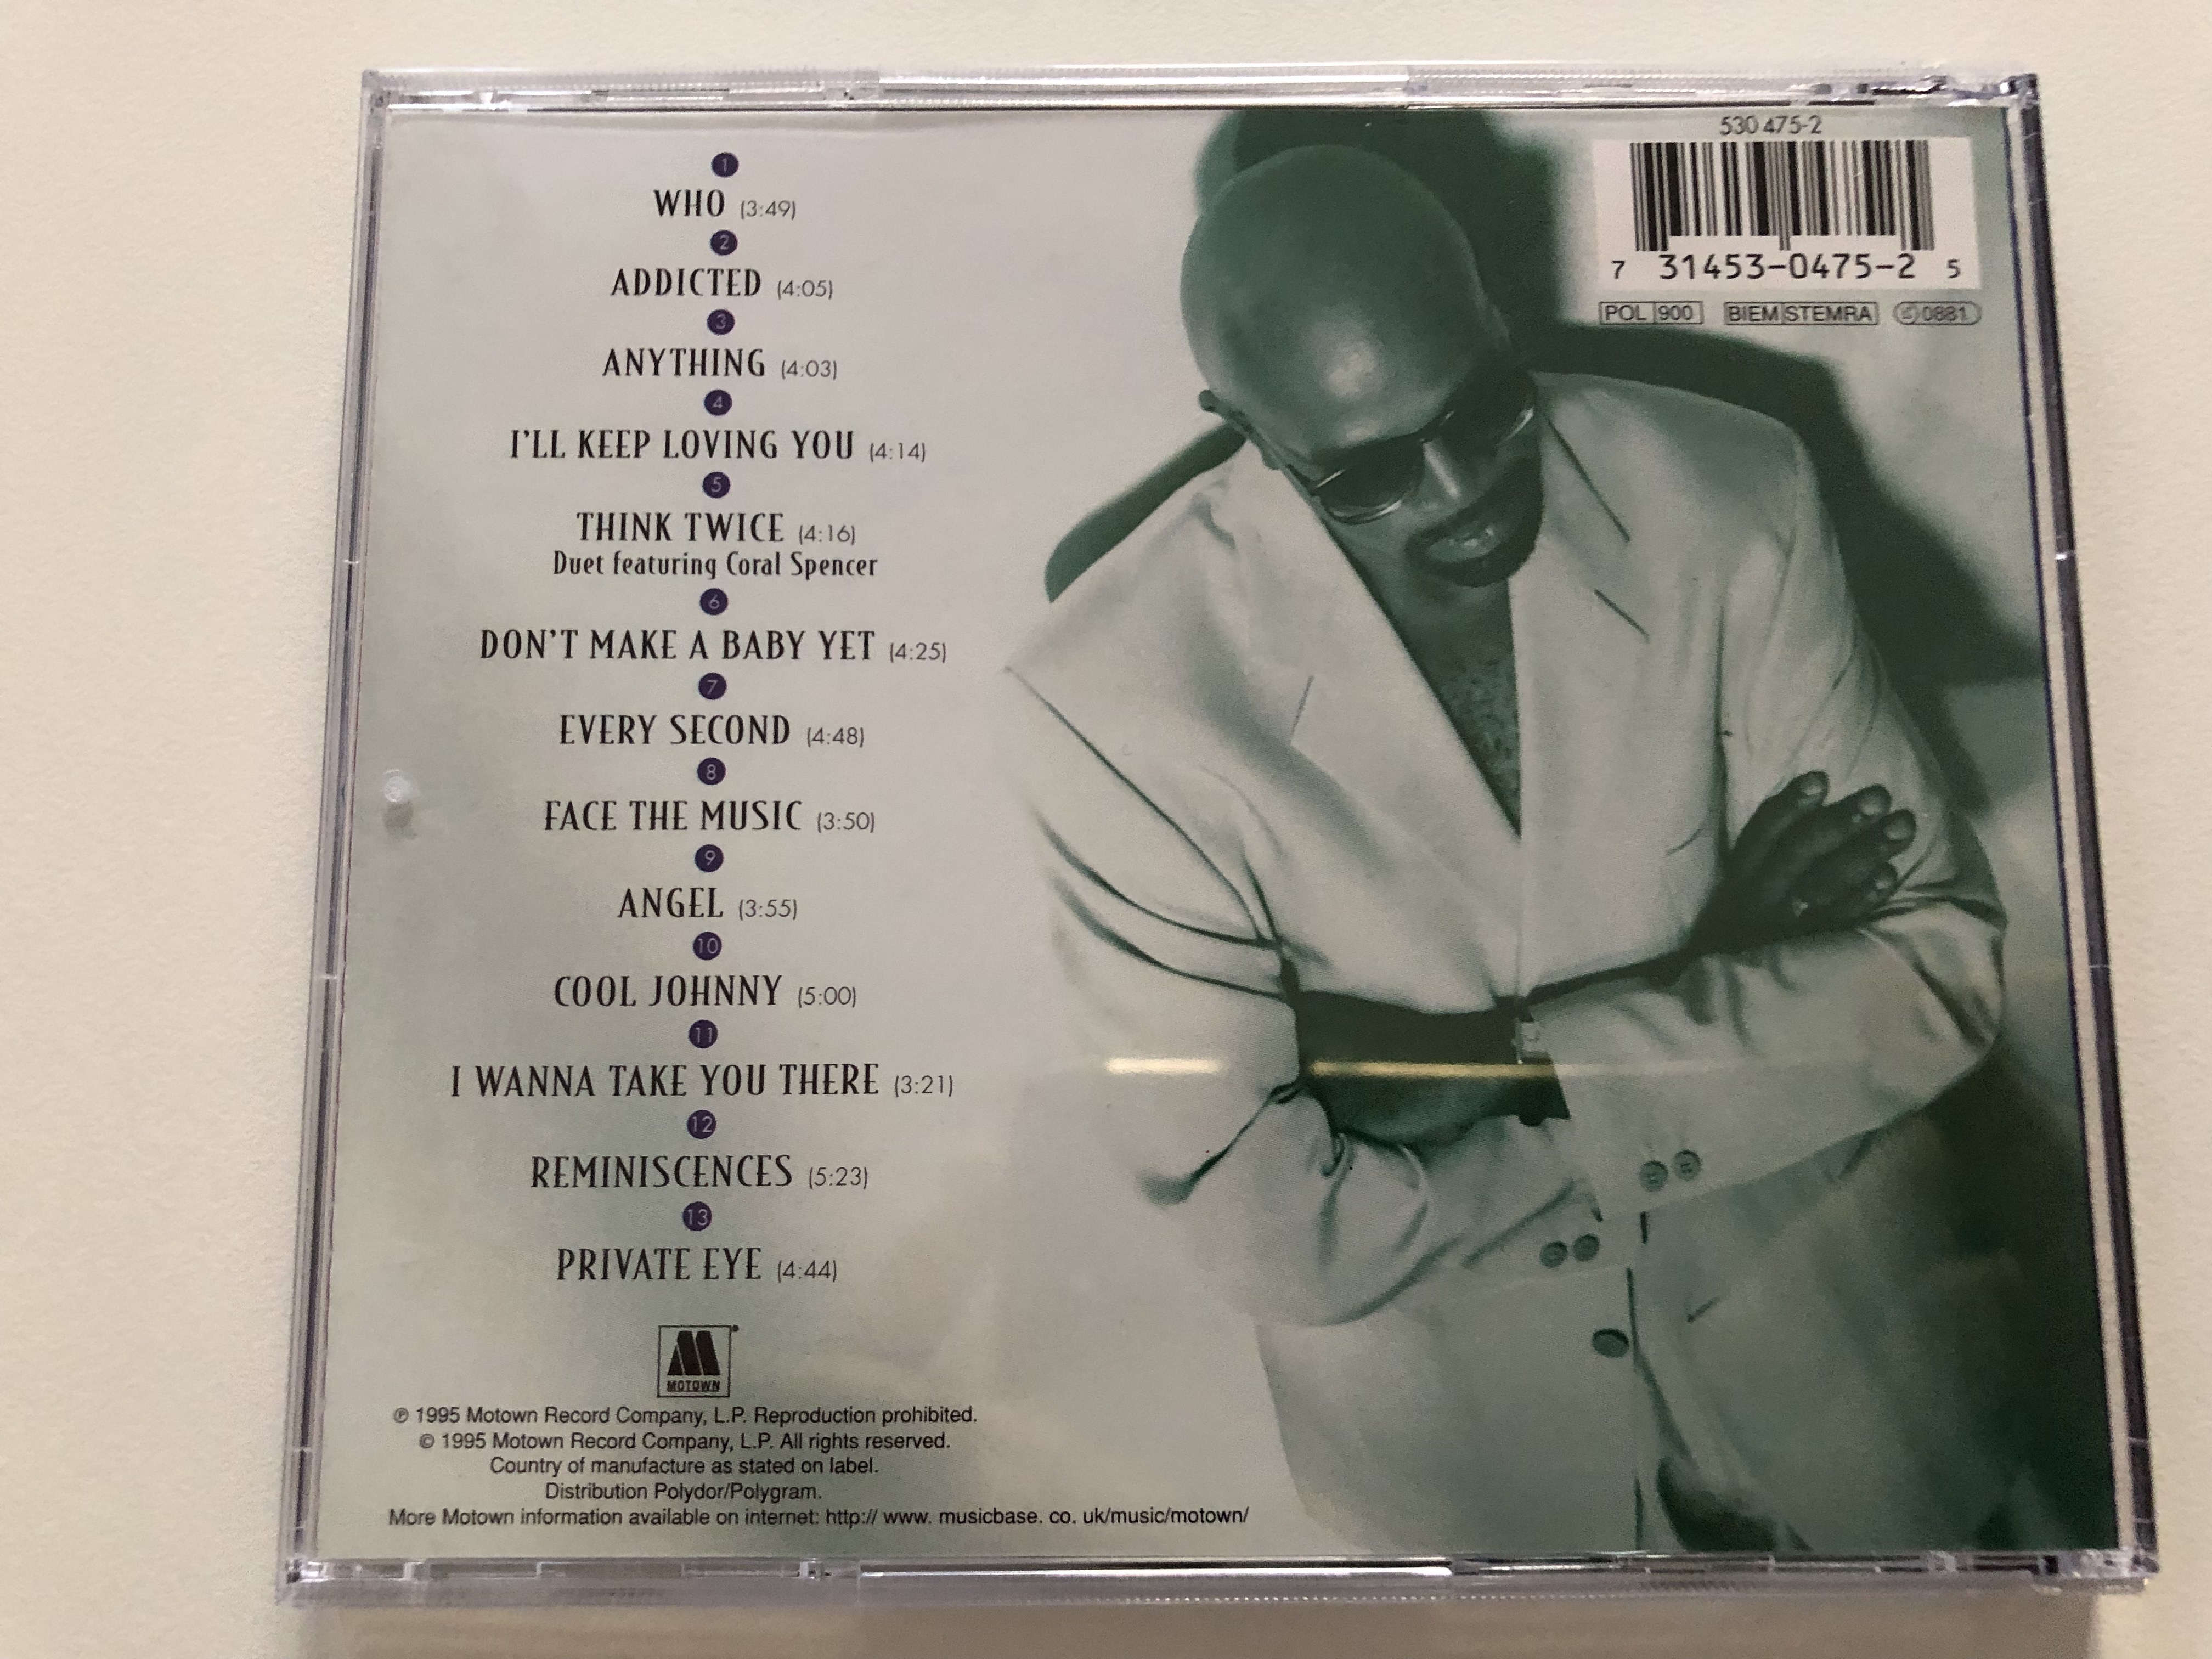 1
WHO (3:49)
2
ADDICTED (4:05)
3
ANYTHING (4:03)
4
I'LL KEEP LOVING YOU (4:14)
5
THINK TWICE (4:16)
Duet featuring Coral Spencer
6
DON'T MAKE A BABY YET (4:25)
7
EVERY SECOND (4:48)
8
FACE THE MUSIC (3:50)
9
ANGEL (3:55)
10
COOL JOHNNY (5:00)
11
I WANNA TAKE YOU THERE (3:21)
12
REMINISCENCES (5:23)
13
PRIVATE EYE (4:44)
MOTOWN
℗ 1995 Motown Record Company, L.P. Reproduction prohibited.
© 1995 Motown Record Company, L.P. All rights reserved.
Country of manufacture as stated on label.
Distribution Polydor/Polygram.
More Motown information available on internet: http:// www. musicbase. co. uk/music/motown/
530 475-2
7 31453-0475-2 5
POL 900 BIEM STEMRA LC 0881